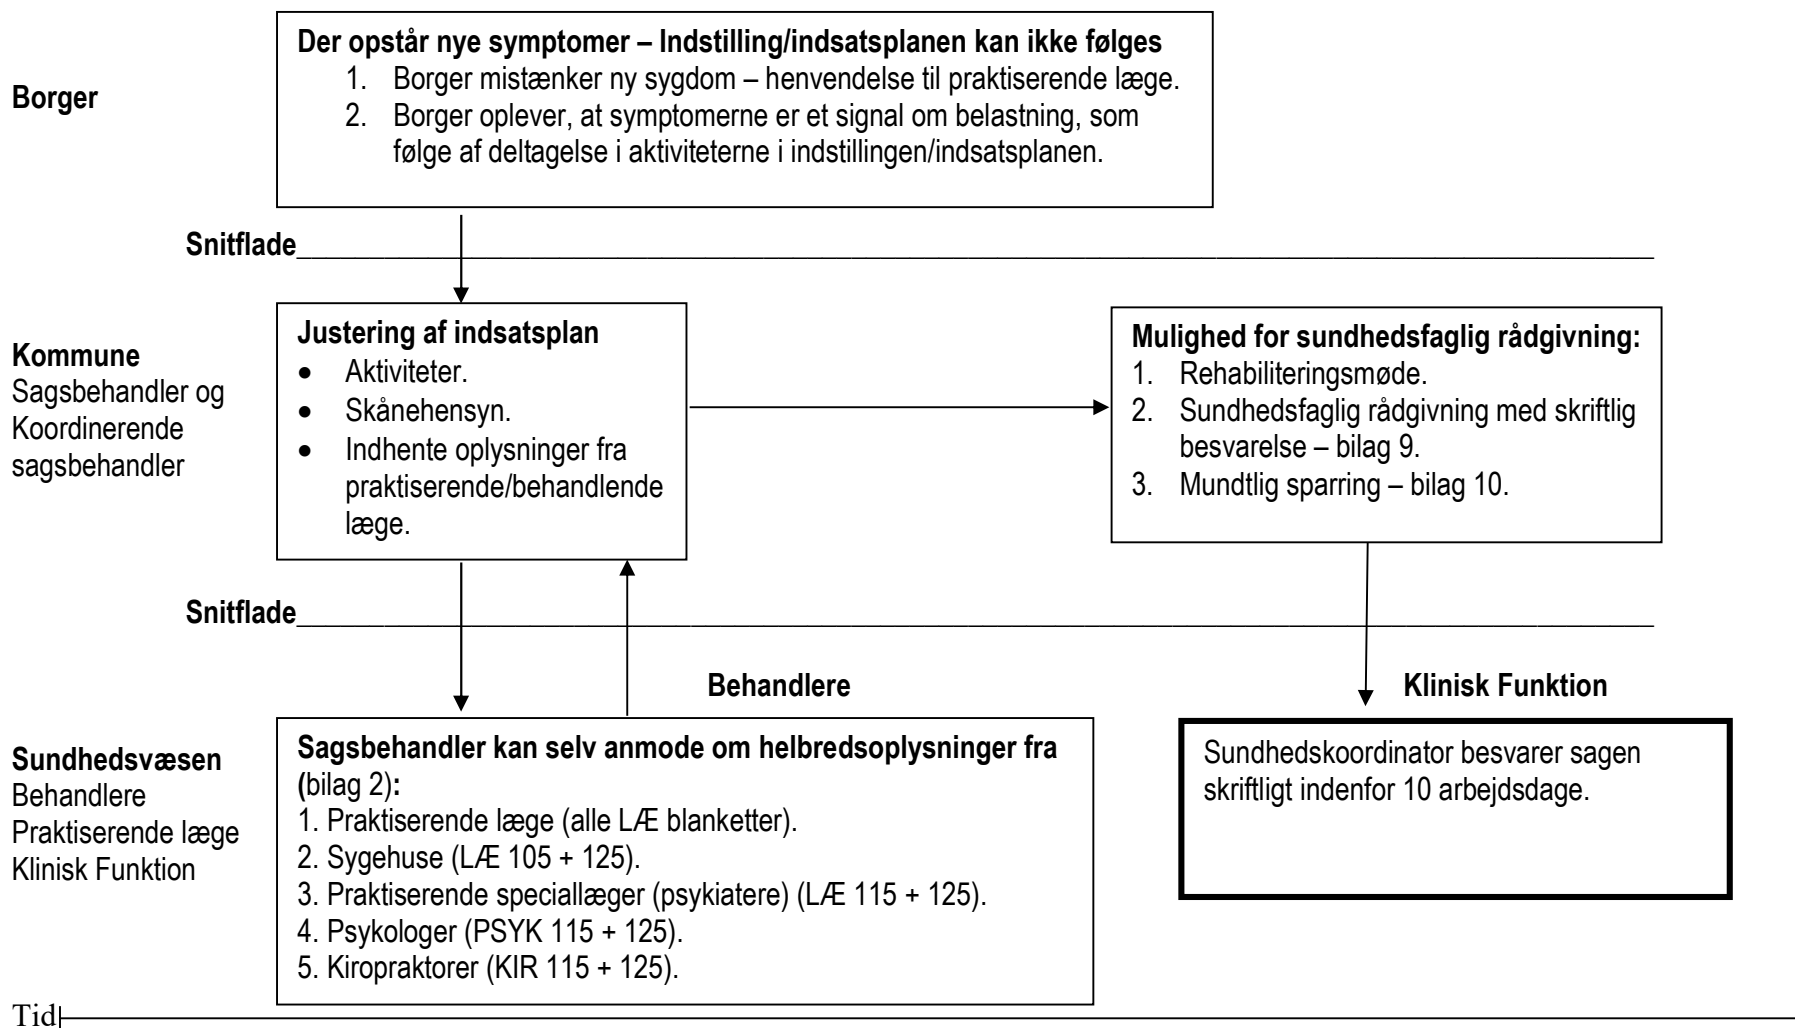 Borger
Der opstår nye symptomer – Indstilling/indsatsplanen kan ikke følges
1. Borger mistænker ny sygdom – henvendelse til praktiserende læge.
2. Borger oplever, at symptomerne er et signal om belastning, som
følge af deltagelse i aktiviteterne i indstillingen/indsatsplanen.
Snitflade
Kommune
Sagsbehandler og
Koordinerende
sagsbehandler
Justering af indsatsplan
• Aktiviteter.
• Skånehensyn.
• Indhente oplysninger fra
praktiserende/behandlende
læge.
Mulighed for sundhedsfaglig rådgivning:
1. Rehabiliteringsmøde.
2. Sundhedsfaglig rådgivning med skriftlig
besvarelse – bilag 9.
3. Mundtlig sparring – bilag 10.
Snitflade
Behandlere
Klinisk Funktion
Sundhedsvæsen
Behandlere
Praktiserende læge
Klinisk Funktion
Sagsbehandler kan selv anmode om helbredsoplysninger fra
(bilag 2):
1. Praktiserende læge (alle LÆ blanketter).
2. Sygehuse (LÆ 105 + 125).
3. Praktiserende speciallæger (psykiatere) (LÆ 115 + 125).
4. Psykologer (PSYK 115 + 125).
5. Kiropraktorer (KIR 115 + 125).
Sundhedskoordinator besvarer sagen
skriftligt indenfor 10 arbejdsdage.
Tid